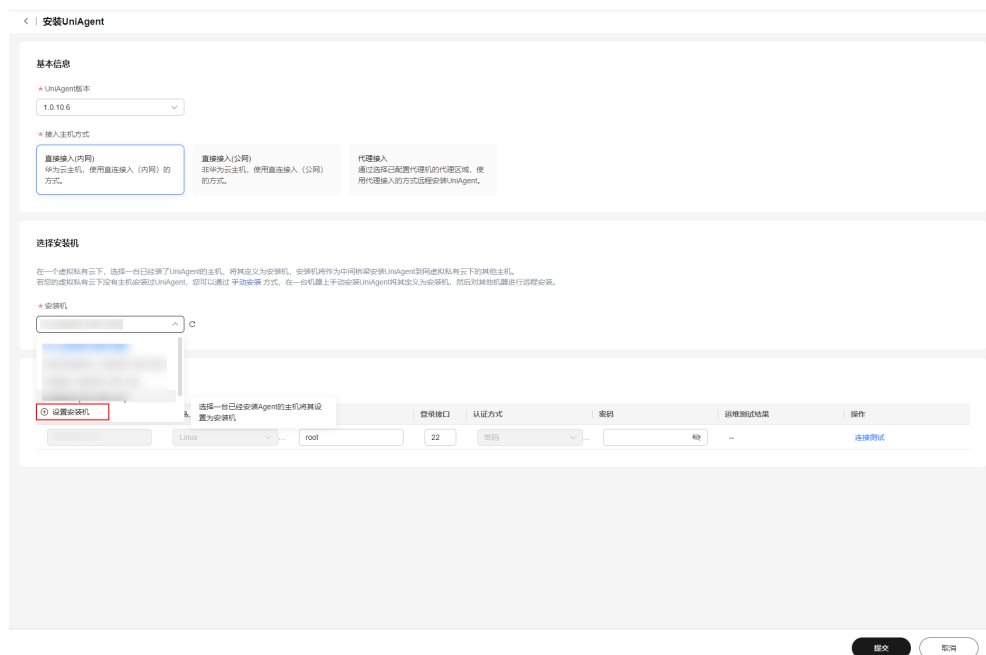 安装UniAgent
基本信息
* UniAgent版本
1.0.10.6
* 接入主机方式
直接接入(内网)
华为云主机，使用直连接入（内网）的
方式。
直接接入(公网)
非华为云主机，使用直连接入（公网）
的方式。
代理接入
通过选择已配置代理机的代理区域，使
用代理接入的方式远程安装UniAgent。
选择安装机
在一个虚拟私有云下，选择一台已经装了UniAgent的主机，将其定义为安装机，安装机将作为中间桥梁安装UniAgent到同虚拟私有云下的其他主机。
若您的虚拟私有云下没有主机安装过UniAgent，您可以通过 手动安装 方式，在一台机器上手动安装UniAgent将其定义为安装机，然后对其他机器进行远程安装。
* 安装机
设置安装机
选择一台已经安装Agent的主机将其设
置为安装机
登录接口 认证方式 密码 运维测试结果 操作
Linux ... root 22 密码 ... -- 连接测试
提交 取消